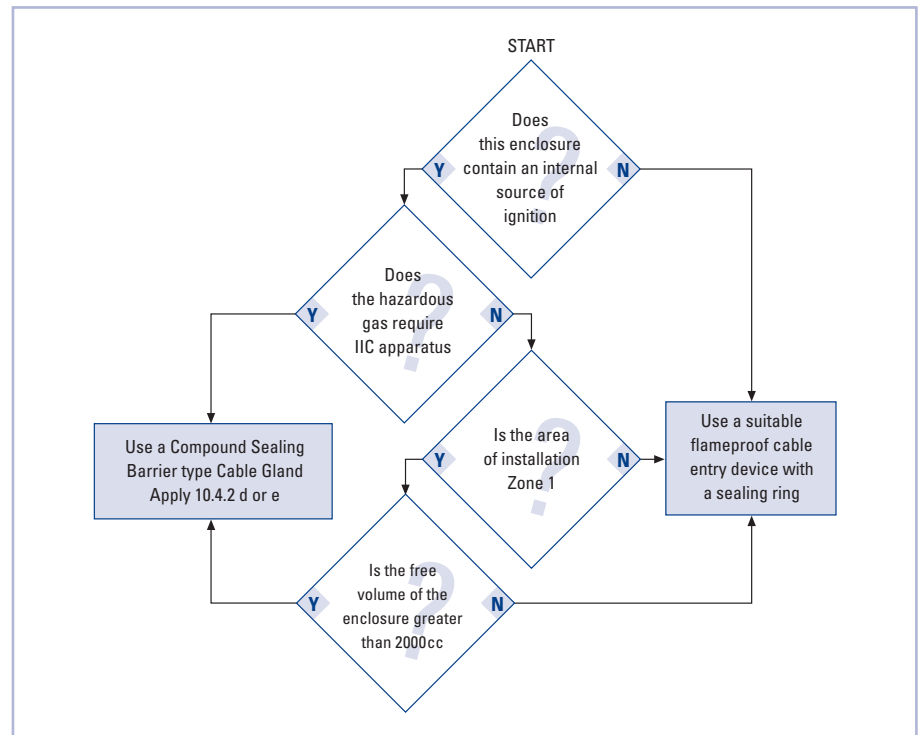 START
Does
this enclosure
contain an internal
source of
ignition
Y
N
Does
the hazardous
gas require
IIC apparatus
Y
N
Use a Compound Sealing
Barrier type Cable Gland
Apply 10.4.2 d or e
Is the area
of installation
Zone 1
Y
N
Use a suitable
flameproof cable
entry device with
a sealing ring
Is the free
volume of the
enclosure greater
than 2000cc
Y
N
?
?
?
?